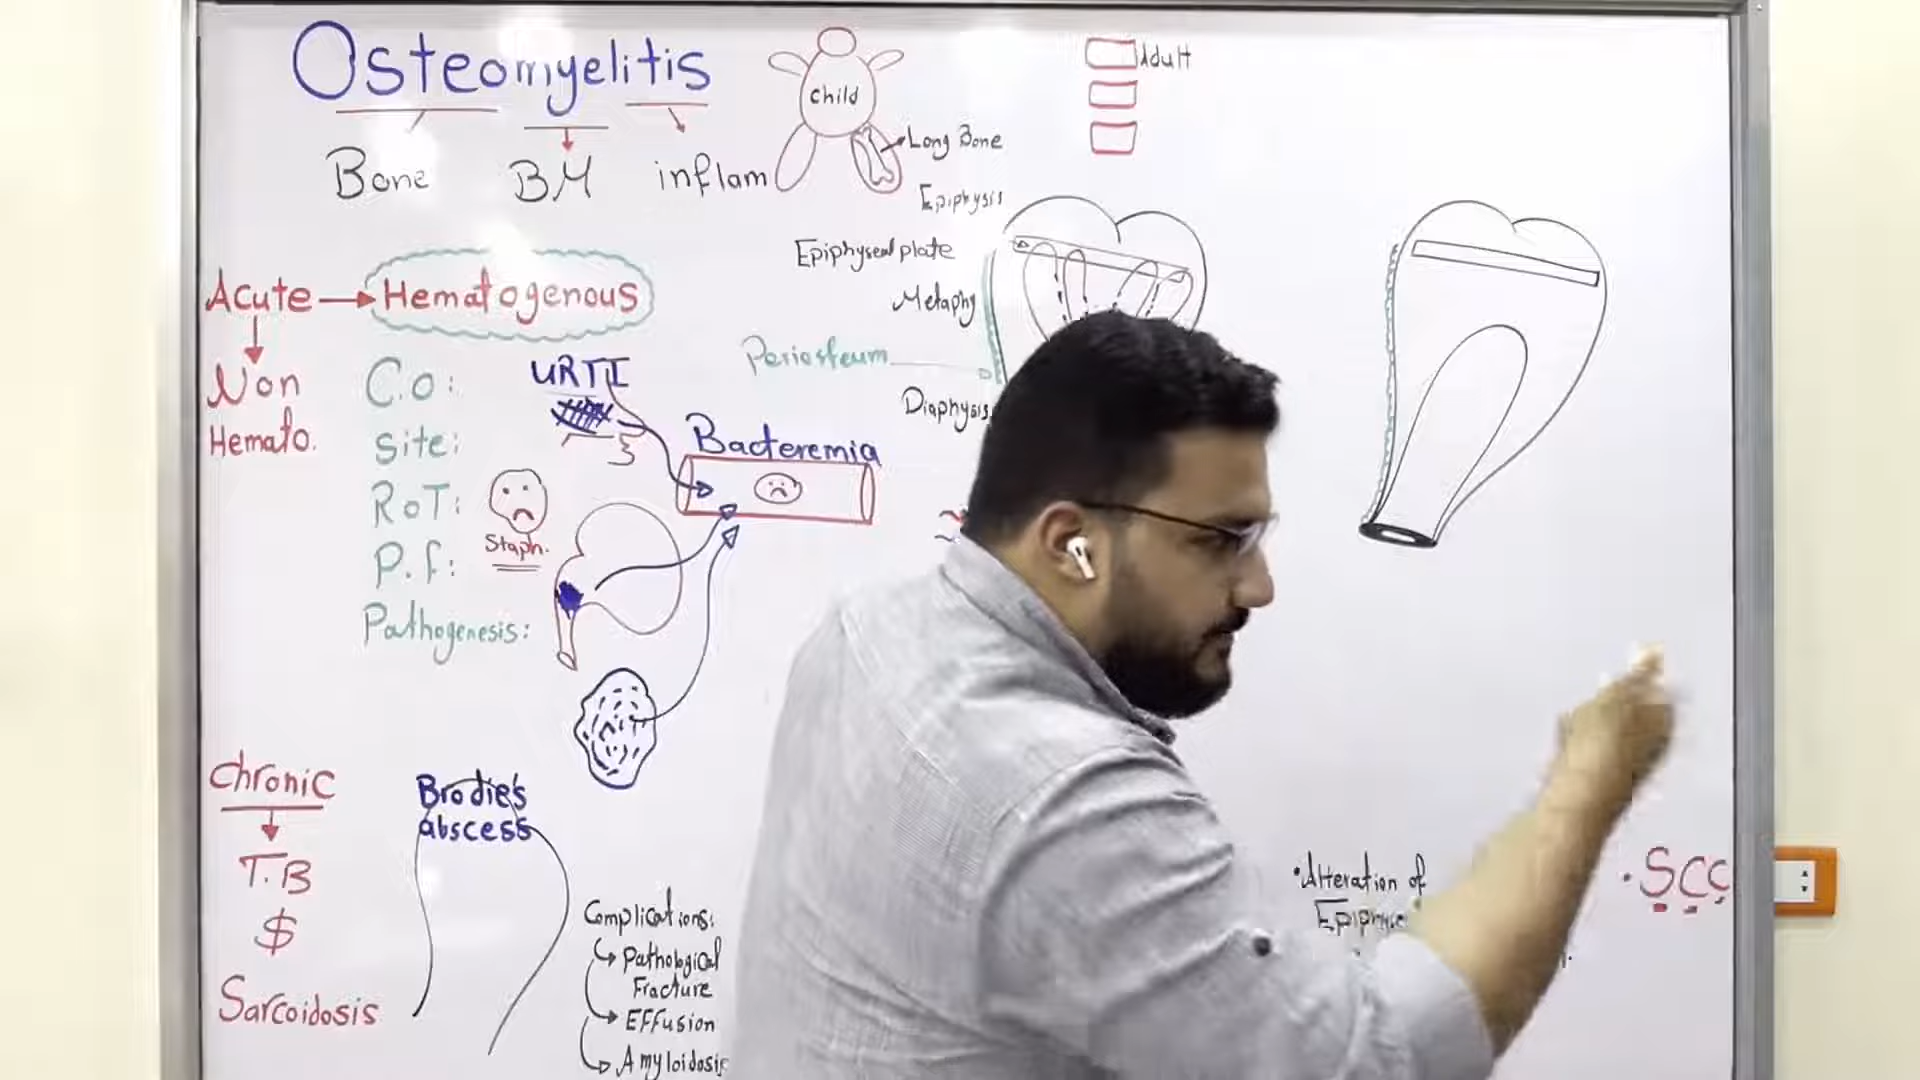 Osteomyelitis
Bone BM inflam
child
Long Bone
Adult
Epiphysis
Epiphyseal plate
Metaphy
Periosteum
Diaphysis
Acute → Hematogenous
Non
Hemato.
C.o:
Site:
RoT:
P.f:
Pathogenesis:
URTI
Bacteremia
Staph.
Chronic
T.B
$
Sarcoidosis
Brodie's
abscess
Complications:
Pathological
Fracture
EFFusion
Amyloidosis
•Alteration of
• SCC